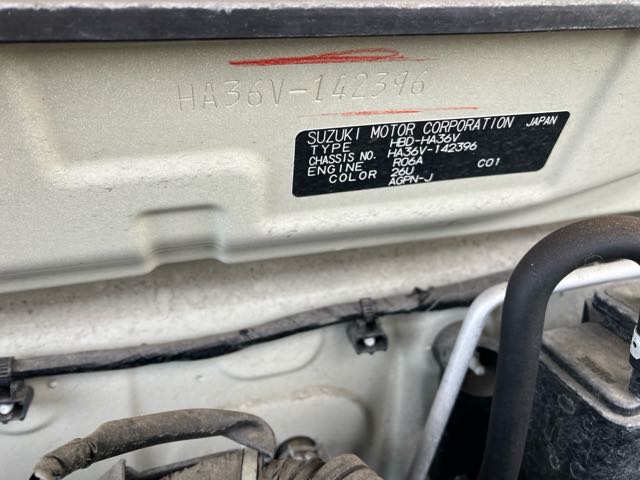 HA36V-142396
SUZUKI MOTOR CORPORATION JAPAN
TYPE HBD-HA36V
CHASSIS NO. HA36V-142396
ENGINE R06A C01
COLOR 26U
AGPN-J